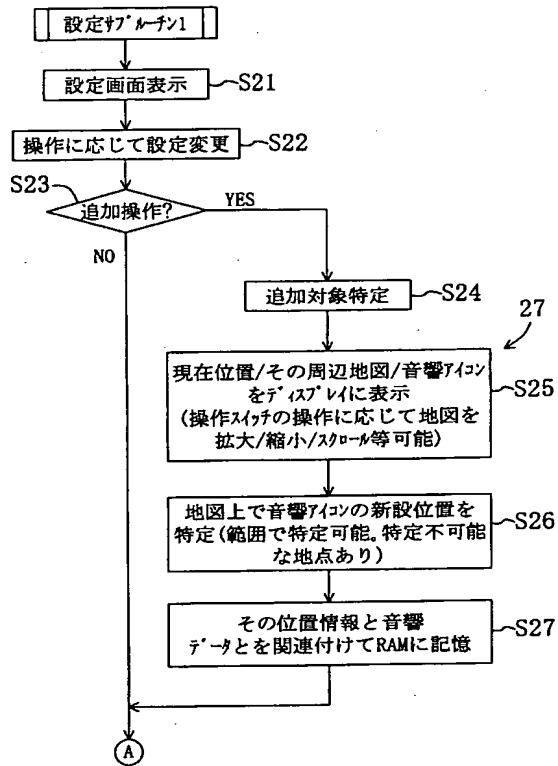 設定ｻﾌﾞﾙｰﾁﾝ1
設定画面表示
S21
操作に応じて設定変更
S22
S23
追加操作?
YES
NO
追加対象特定
S24
27
現在位置/その周辺地図/音響ｱｲｺﾝ
をﾃﾞｨｽﾌﾟﾚｲに表示
(操作ｽｲｯﾁの操作に応じて地図を
拡大/縮小/ｽｸﾛｰﾙ等可能)
S25
地図上で音響ｱｲｺﾝの新設位置を
特定(範囲で特定可能。特定不可能
な地点あり)
S26
その位置情報と音響
ﾃﾞｰﾀとを関連付けてRAMに記憶
S27
A